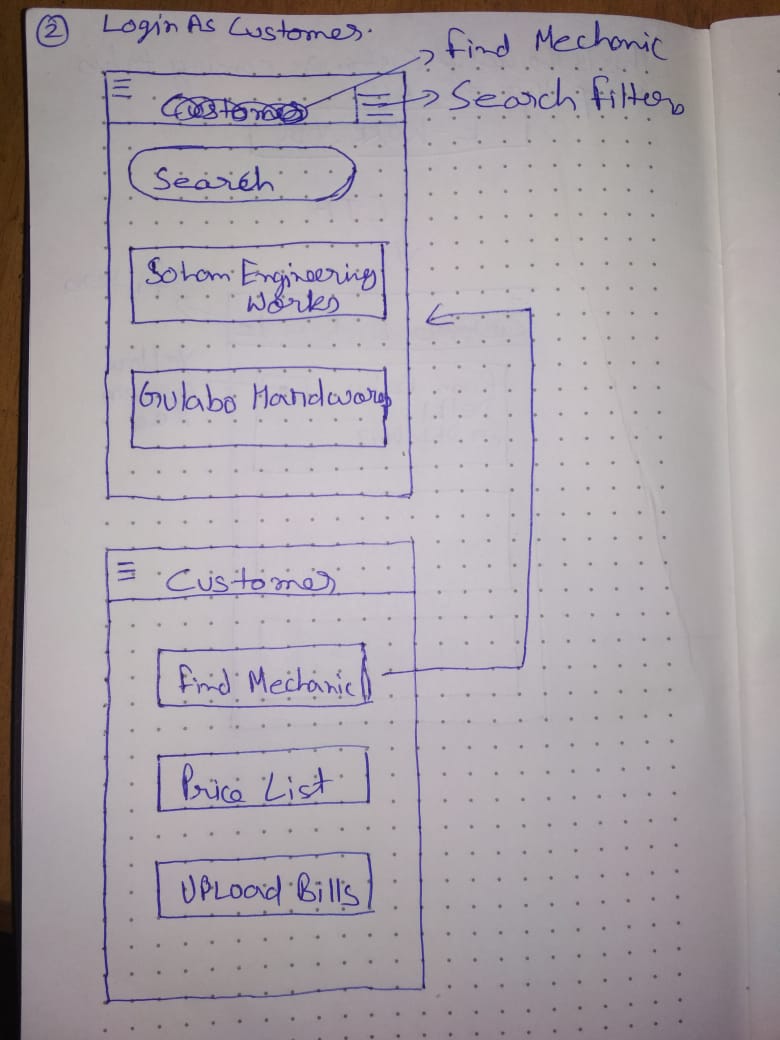 ② Login As Customer.
Find Mechanic
Customer
Search Filter
Search
Soham Engineering
Works
Gulabo Hardware
Customer
Find Mechanic
Price List
UPLoad Bills